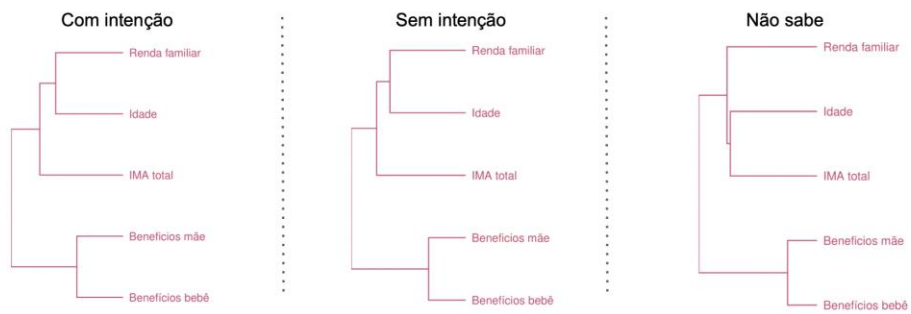 Com intenção
Renda familiar
Idade
IMA total
Benefícios mãe
Benefícios bebê
Sem intenção
Renda familiar
Idade
IMA total
Benefícios mãe
Benefícios bebê
Não sabe
Renda familiar
Idade
IMA total
Benefícios mãe
Benefícios bebê